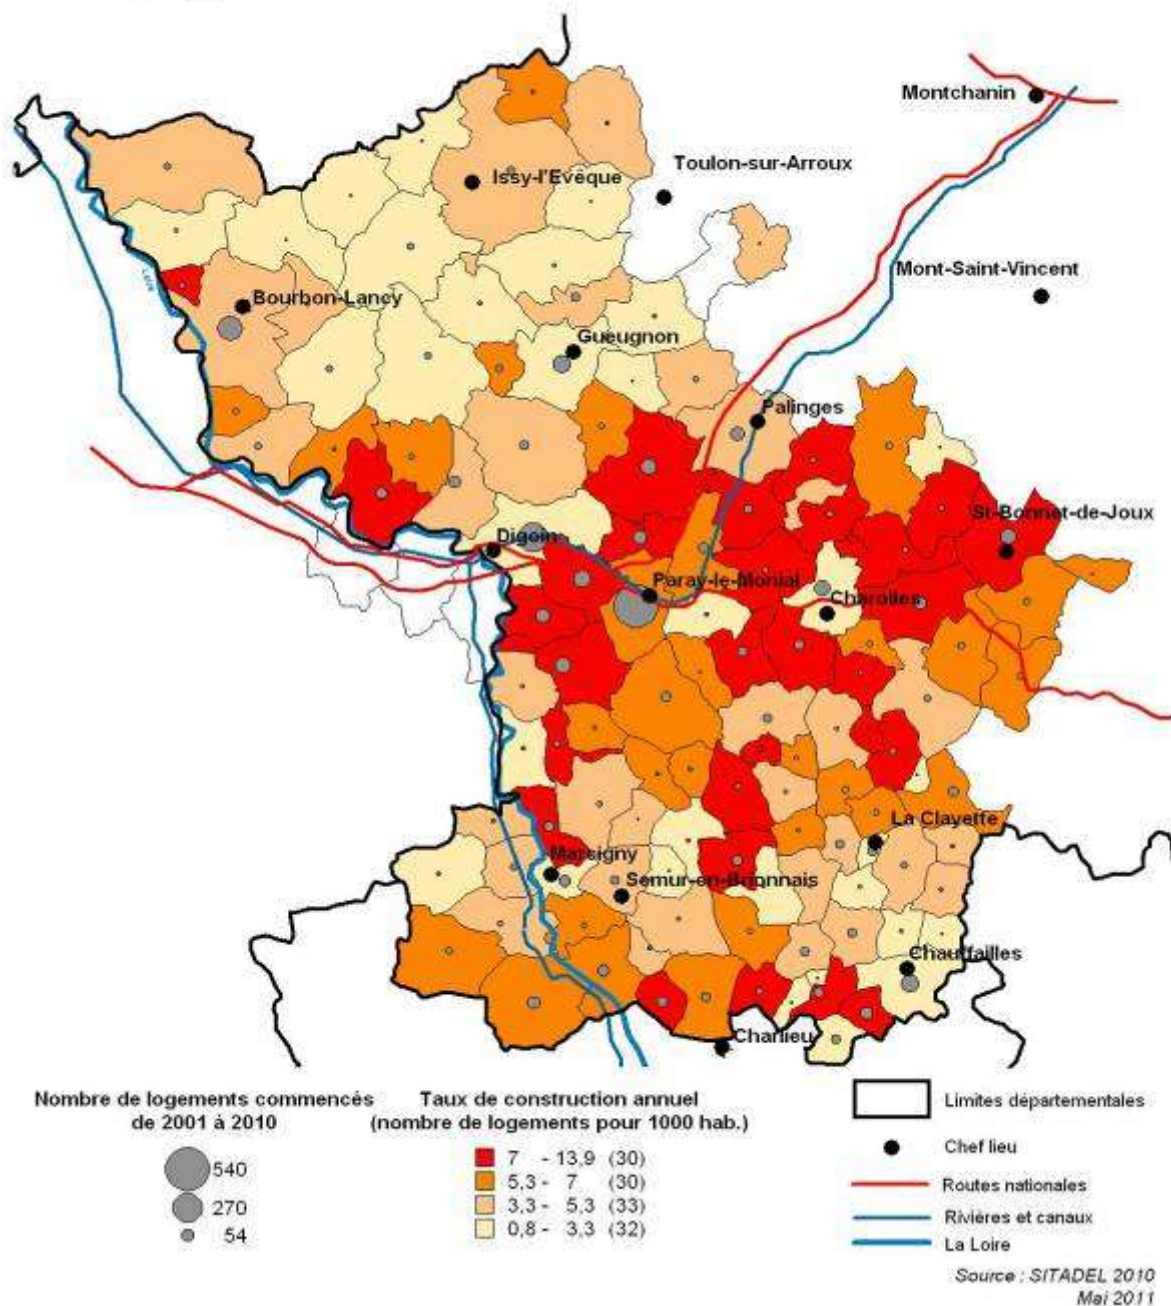 Montchanin
Toulon-sur-Arroux
Issy-l'Evêque
Mont-Saint-Vincent
Loire
Bourbon-Lancy
Gueugnon
Palinges
St-Bonnet-de-Joux
Digoin
Paray-le-Monial
Charolles
La Clayette
Marcigny
Semur-en-Brionnais
Chauffailles
Charlieu
Nombre de logements commencés
de 2001 à 2010
540
270
54
Taux de construction annuel
(nombre de logements pour 1000 hab.)
7 - 13,9 (30)
5,3 - 7 (30)
3,3 - 5,3 (33)
0,8 - 3,3 (32)
Limites départementales
Chef lieu
Routes nationales
Rivières et canaux
La Loire
Source : SITADEL 2010
Mai 2011